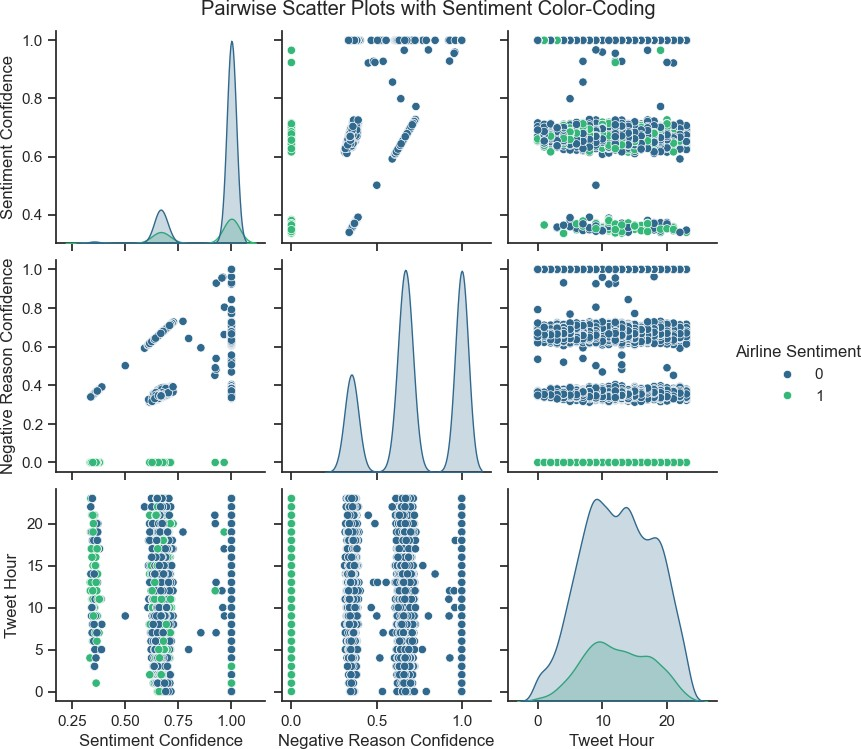 Pairwise Scatter Plots with Sentiment Color-Coding
Sentiment Confidence
1.0
0.8
0.6
0.4
Negative Reason Confidence
1.0
0.8
0.6
0.4
0.2
0.0
Airline Sentiment
0
1
Tweet Hour
20
15
10
5
0
0.25 0.50 0.75 1.00
Sentiment Confidence
0.0 0.5 1.0
Negative Reason Confidence
0 10 20
Tweet Hour